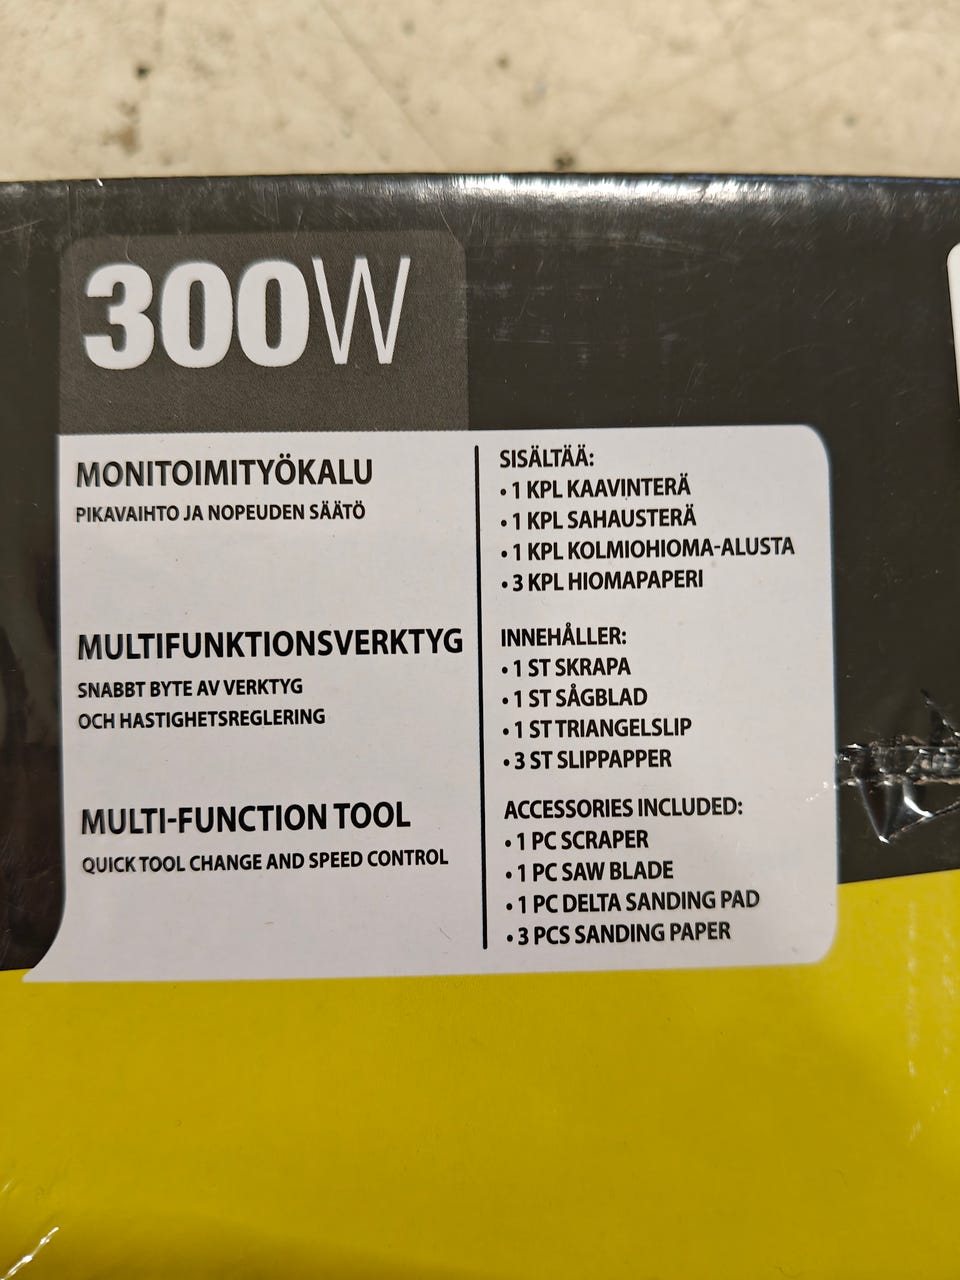 300W
MONITOIMITYÖKALU
PIKAVAIHTO JA NOPEUDEN SÄÄTÖ
MULTIFUNKTIONSVERKTYG
SNABBT BYTE AV VERKTYG
OCH HASTIGHETSREGLERING
MULTI-FUNCTION TOOL
QUICK TOOL CHANGE AND SPEED CONTROL
SISÄLTÄÄ:
• 1 KPL KAAVINTERÄ
• 1 KPL SAHAUSTERÄ
• 1 KPL KOLMIOHIOMA-ALUSTA
• 3 KPL HIOMAPAPERI
INNEHÅLLER:
• 1 ST SKRAPA
• 1 ST SÅGBLAD
• 1 ST TRIANGELSLIP
• 3 ST SLIPPAPPER
ACCESSORIES INCLUDED:
• 1 PC SCRAPER
• 1 PC SAW BLADE
• 1 PC DELTA SANDING PAD
• 3 PCS SANDING PAPER